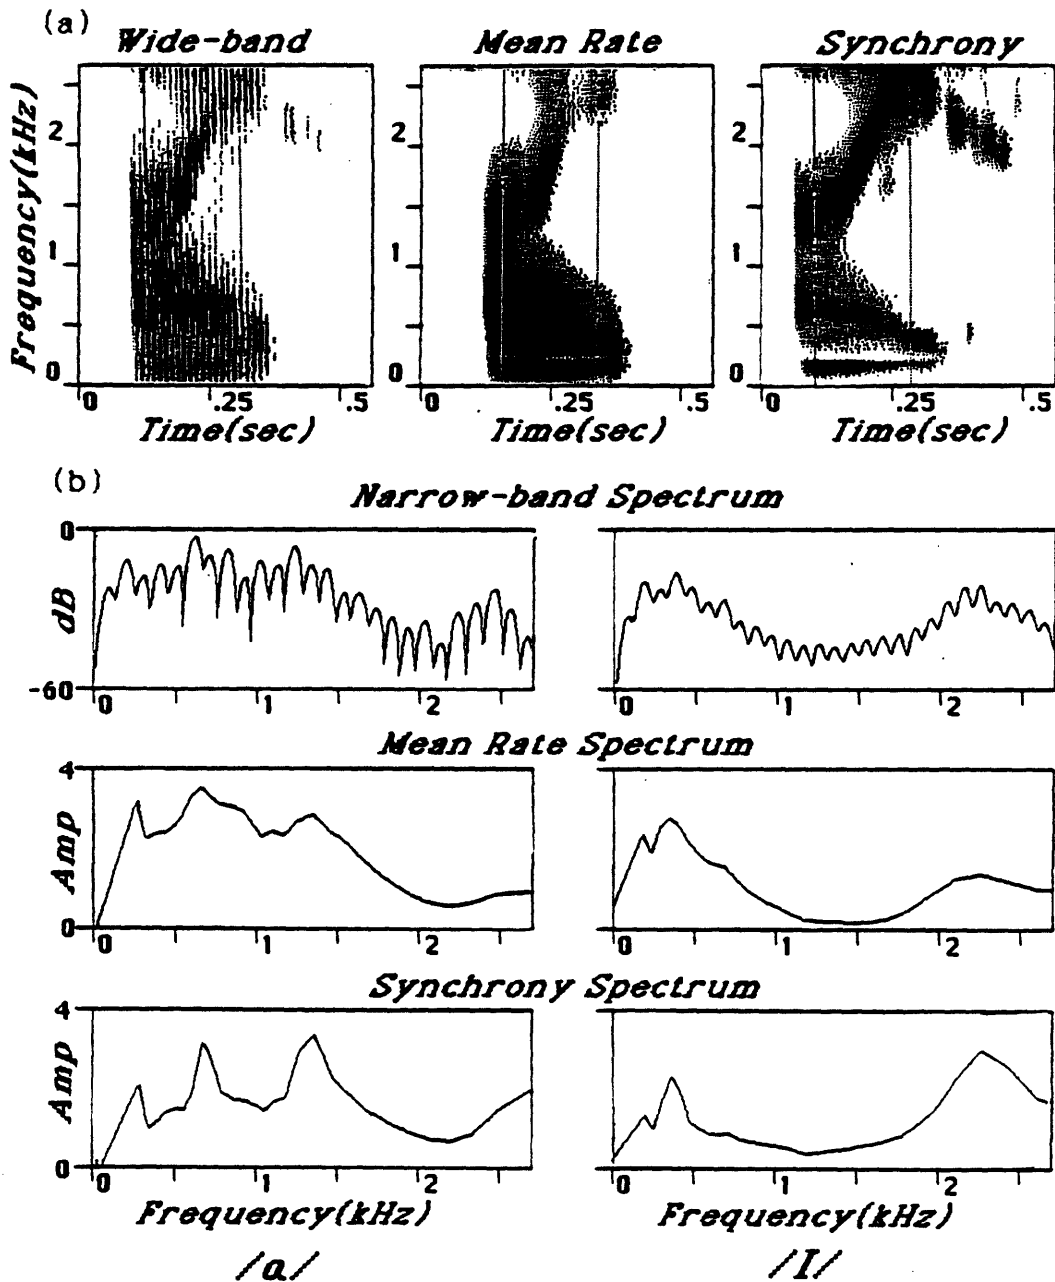 (a)
Wide-band Mean Rate Synchrony
Frequency(kHz)
2 2 2
1 1 1
0 0 0
0 .25 .5 0 .25 .5 0 .25 .5
Time(sec) Time(sec) Time(sec)
(b)
Narrow-band Spectrum
0
dB
-60
0 1 2 0 1 2
Mean Rate Spectrum
4
Amp
0
0 1 2 0 1 2
Synchrony Spectrum
4
Amp
0
0 1 2 0 1 2
Frequency(kHz) Frequency(kHz)
/a/ /I/